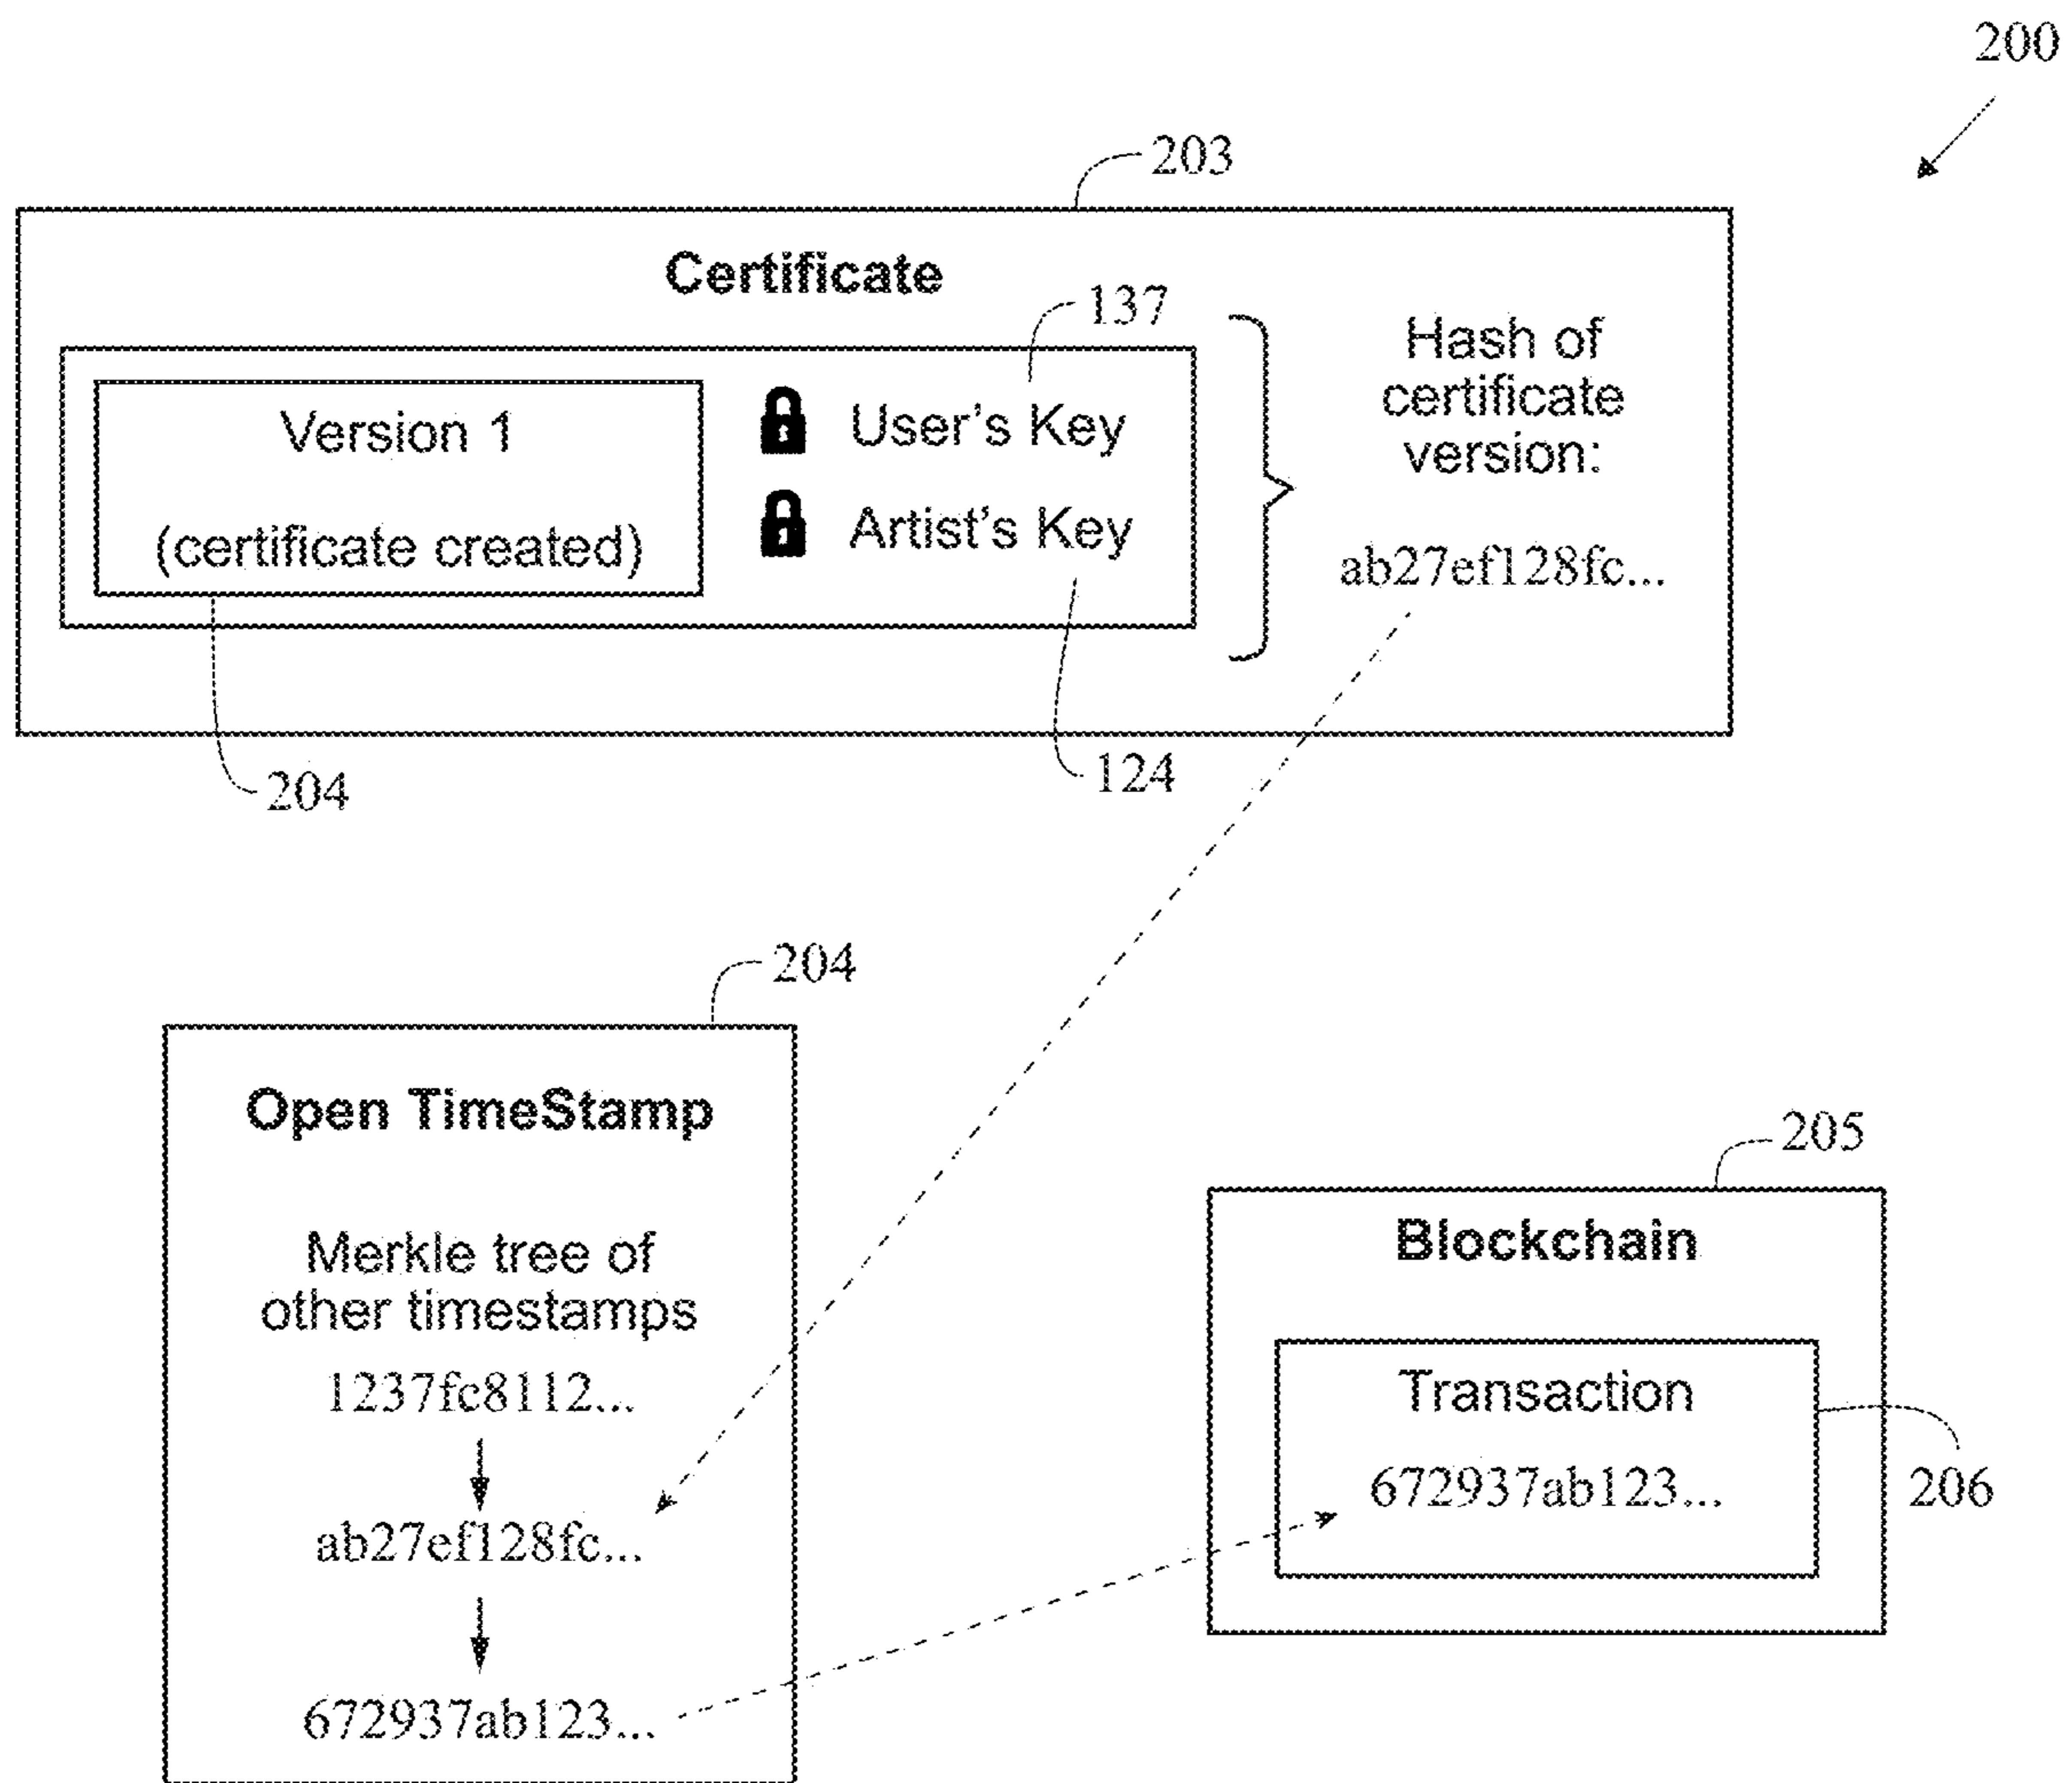 200
203
Certificate
137
Version 1
(certificate created)
User's Key
Artist's Key
Hash of
certificate
version:
ab27ef128fc...
204
124
204
Open TimeStamp
Merkle tree of
other timestamps
1237fc8112...
ab27ef128fc...
672937ab123...
205
Blockchain
Transaction
672937ab123...
206